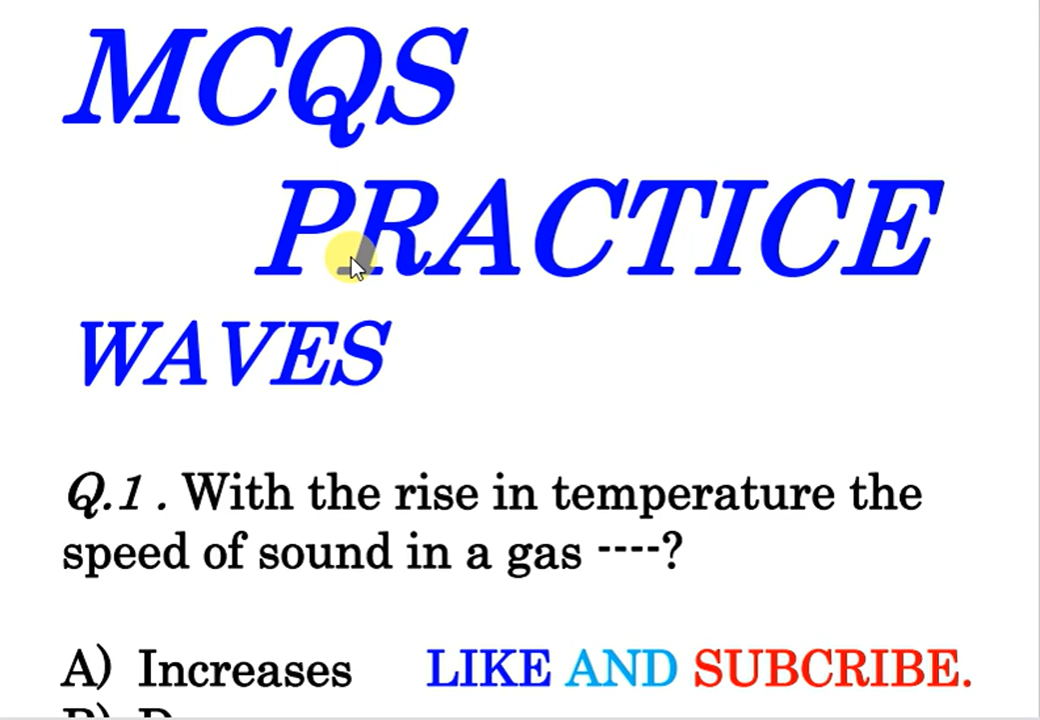 MCQS
PRACTICE
WAVES
Q.1 . With the rise in temperature the
speed of sound in a gas ----?
A) Increases LIKE AND SUBCRIBE.